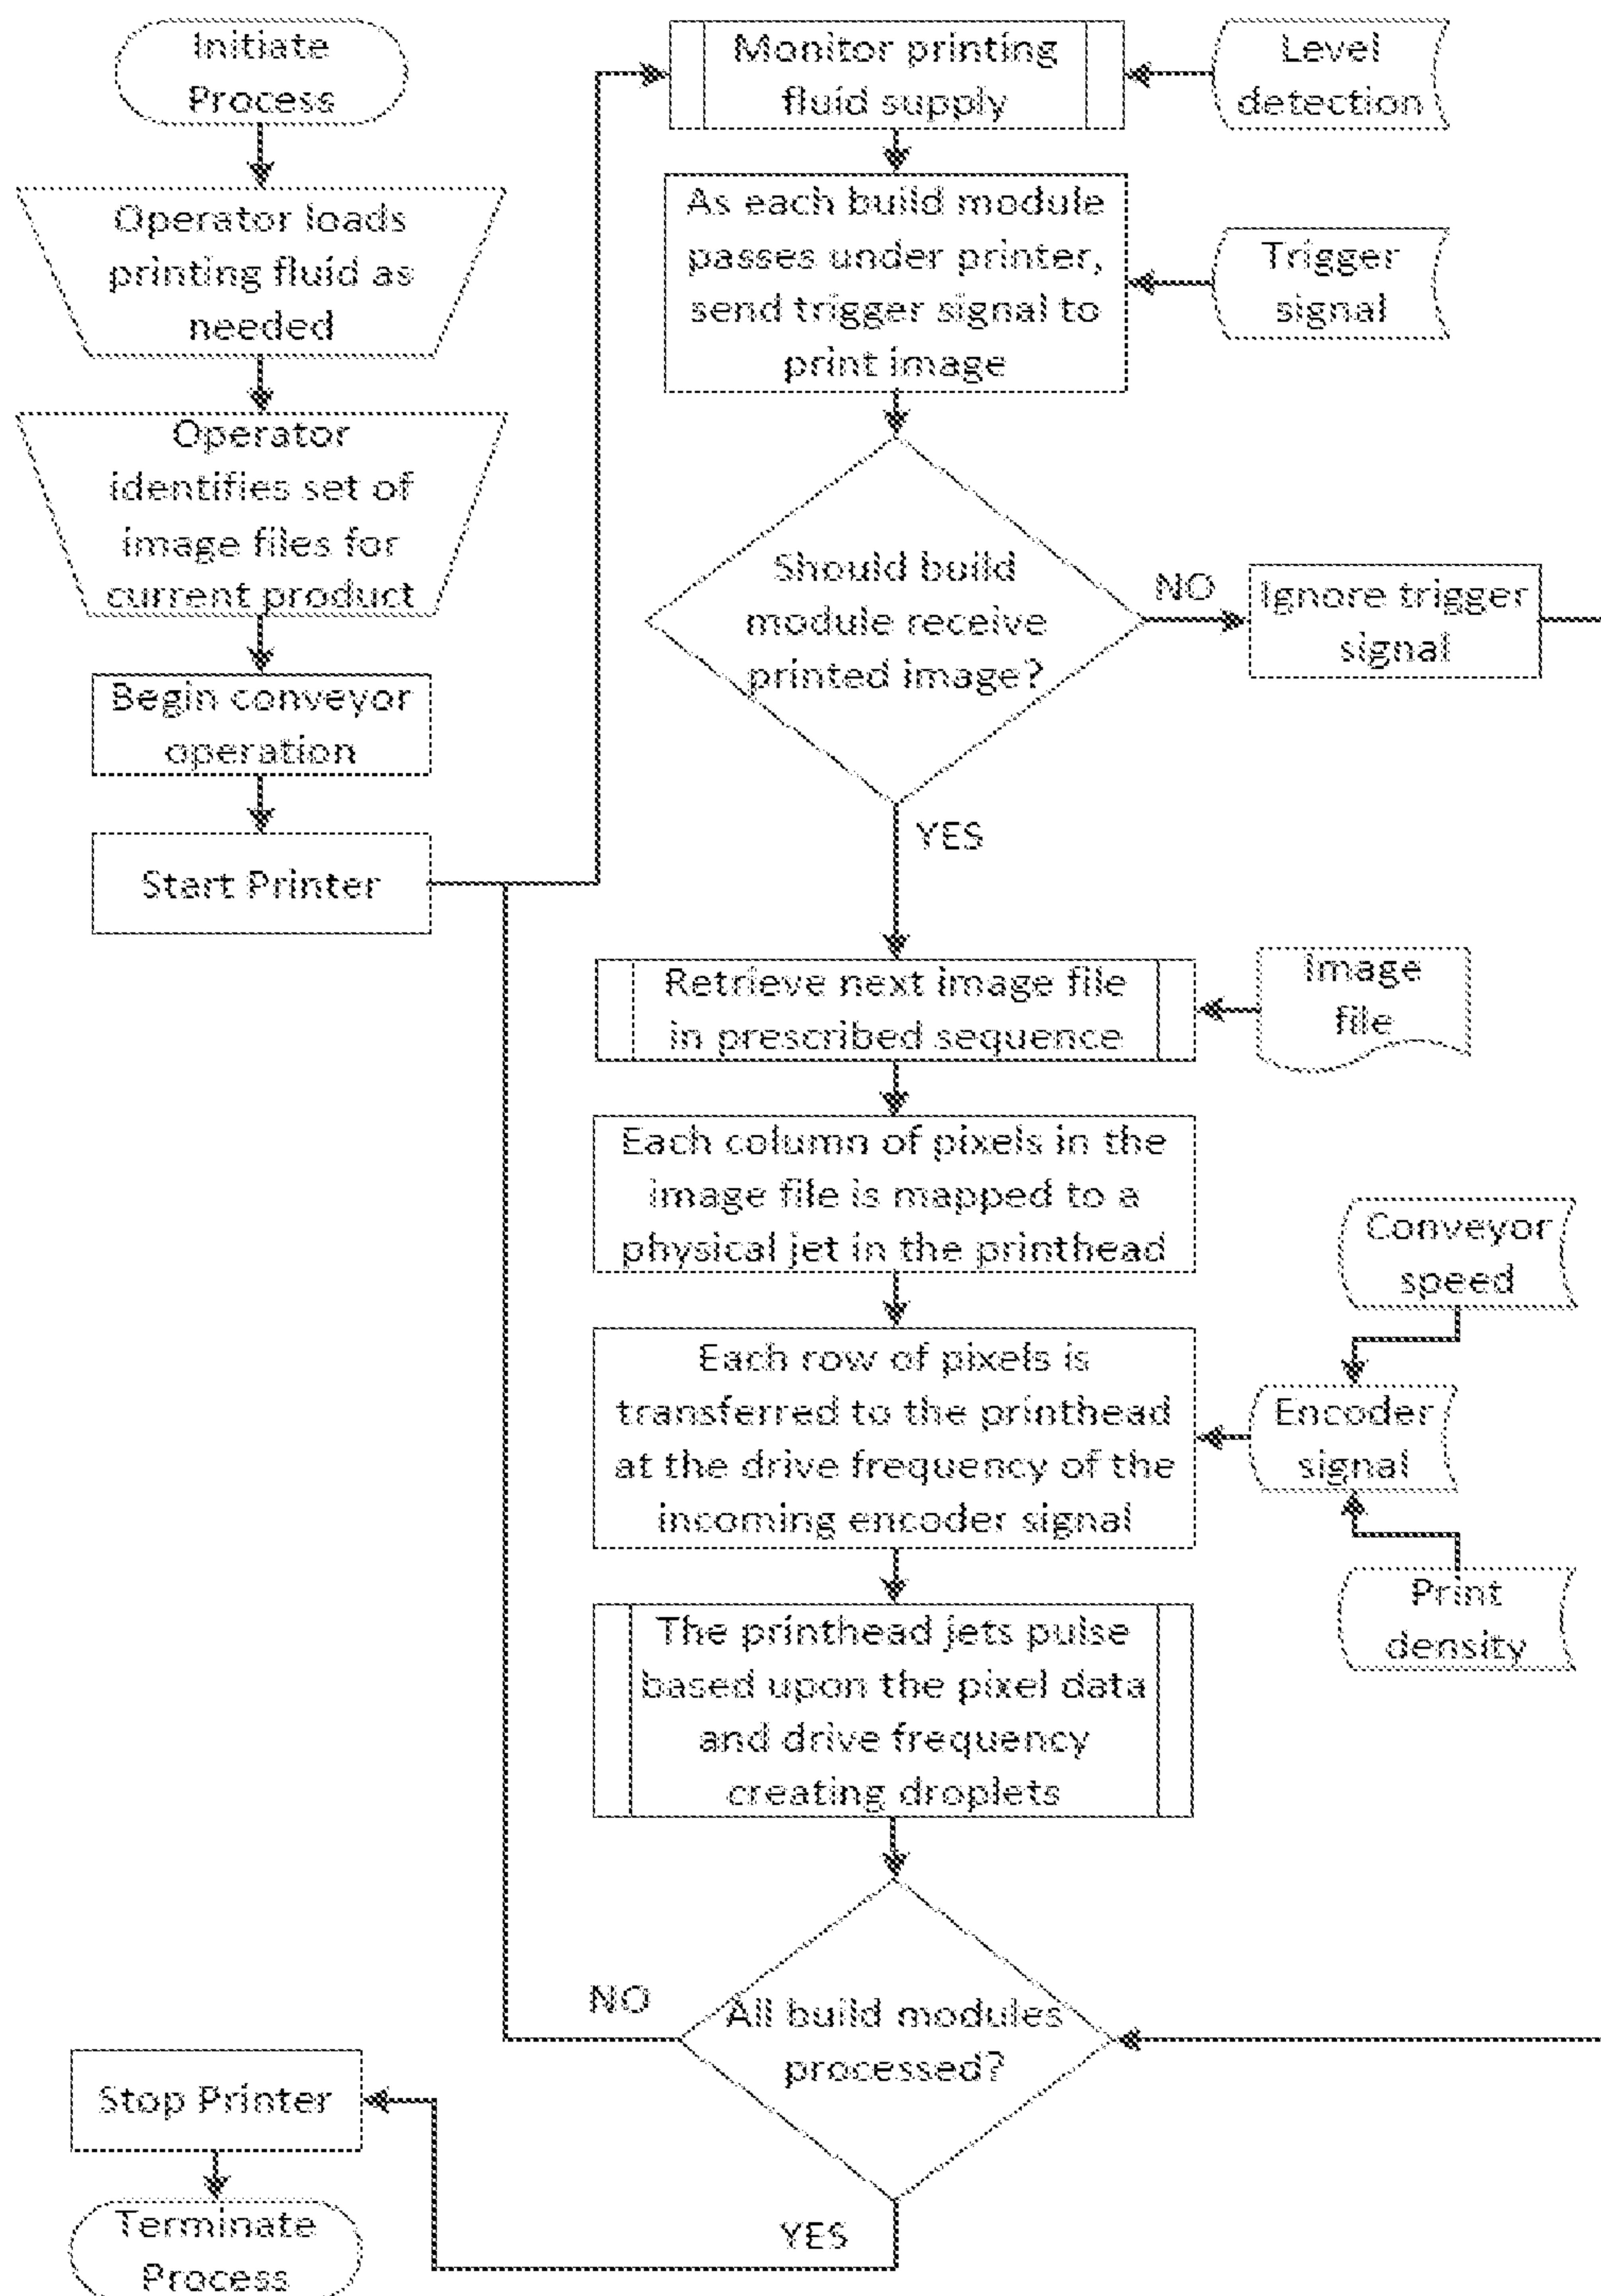 Initiate
Process
Operator loads
printing fluid as
needed
Operator
identifies set of
image files for
current product
Begin conveyor
operation
Start Printer
Monitor printing
fluid supply
Level
detection
As each build module
passes under printer,
send trigger signal to
print image
Trigger
signal
Should build
module receive
printed image?
NO
Ignore trigger
signal
YES
Retrieve next image file
in prescribed sequence
Image
file
Each column of pixels in the
image file is mapped to a
physical jet in the printhead
Conveyor
speed
Each row of pixels is
transferred to the printhead
at the drive frequency of the
incoming encoder signal
Encoder
signal
Print
density
The printhead jets pulse
based upon the pixel data
and drive frequency
creating droplets
NO
All build modules
processed?
YES
Stop Printer
Terminate
Process